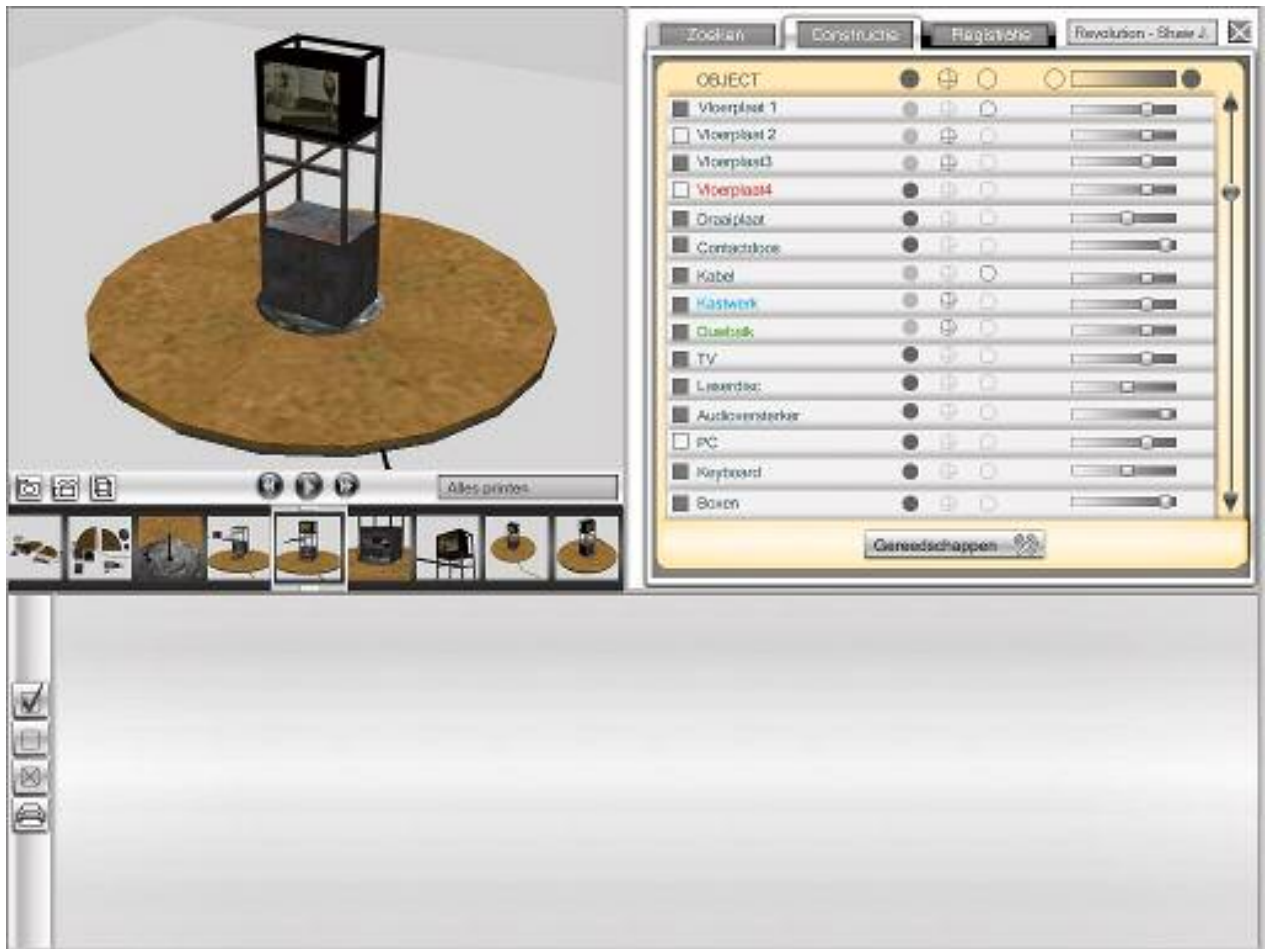 Zoeken
Constructie
Registratie
Revolution - Shaw J.
OBJECT
Vloerplaat 1
Vloerplaat 2
Vloerplaat3
Vloerplaat4
Draaiplaat
Contactdoos
Kabel
Kastwerk
Duwbalk
TV
Laserdisc
Audioversterker
PC
Keyboard
Boxen
Alles printen
Gereedschappen